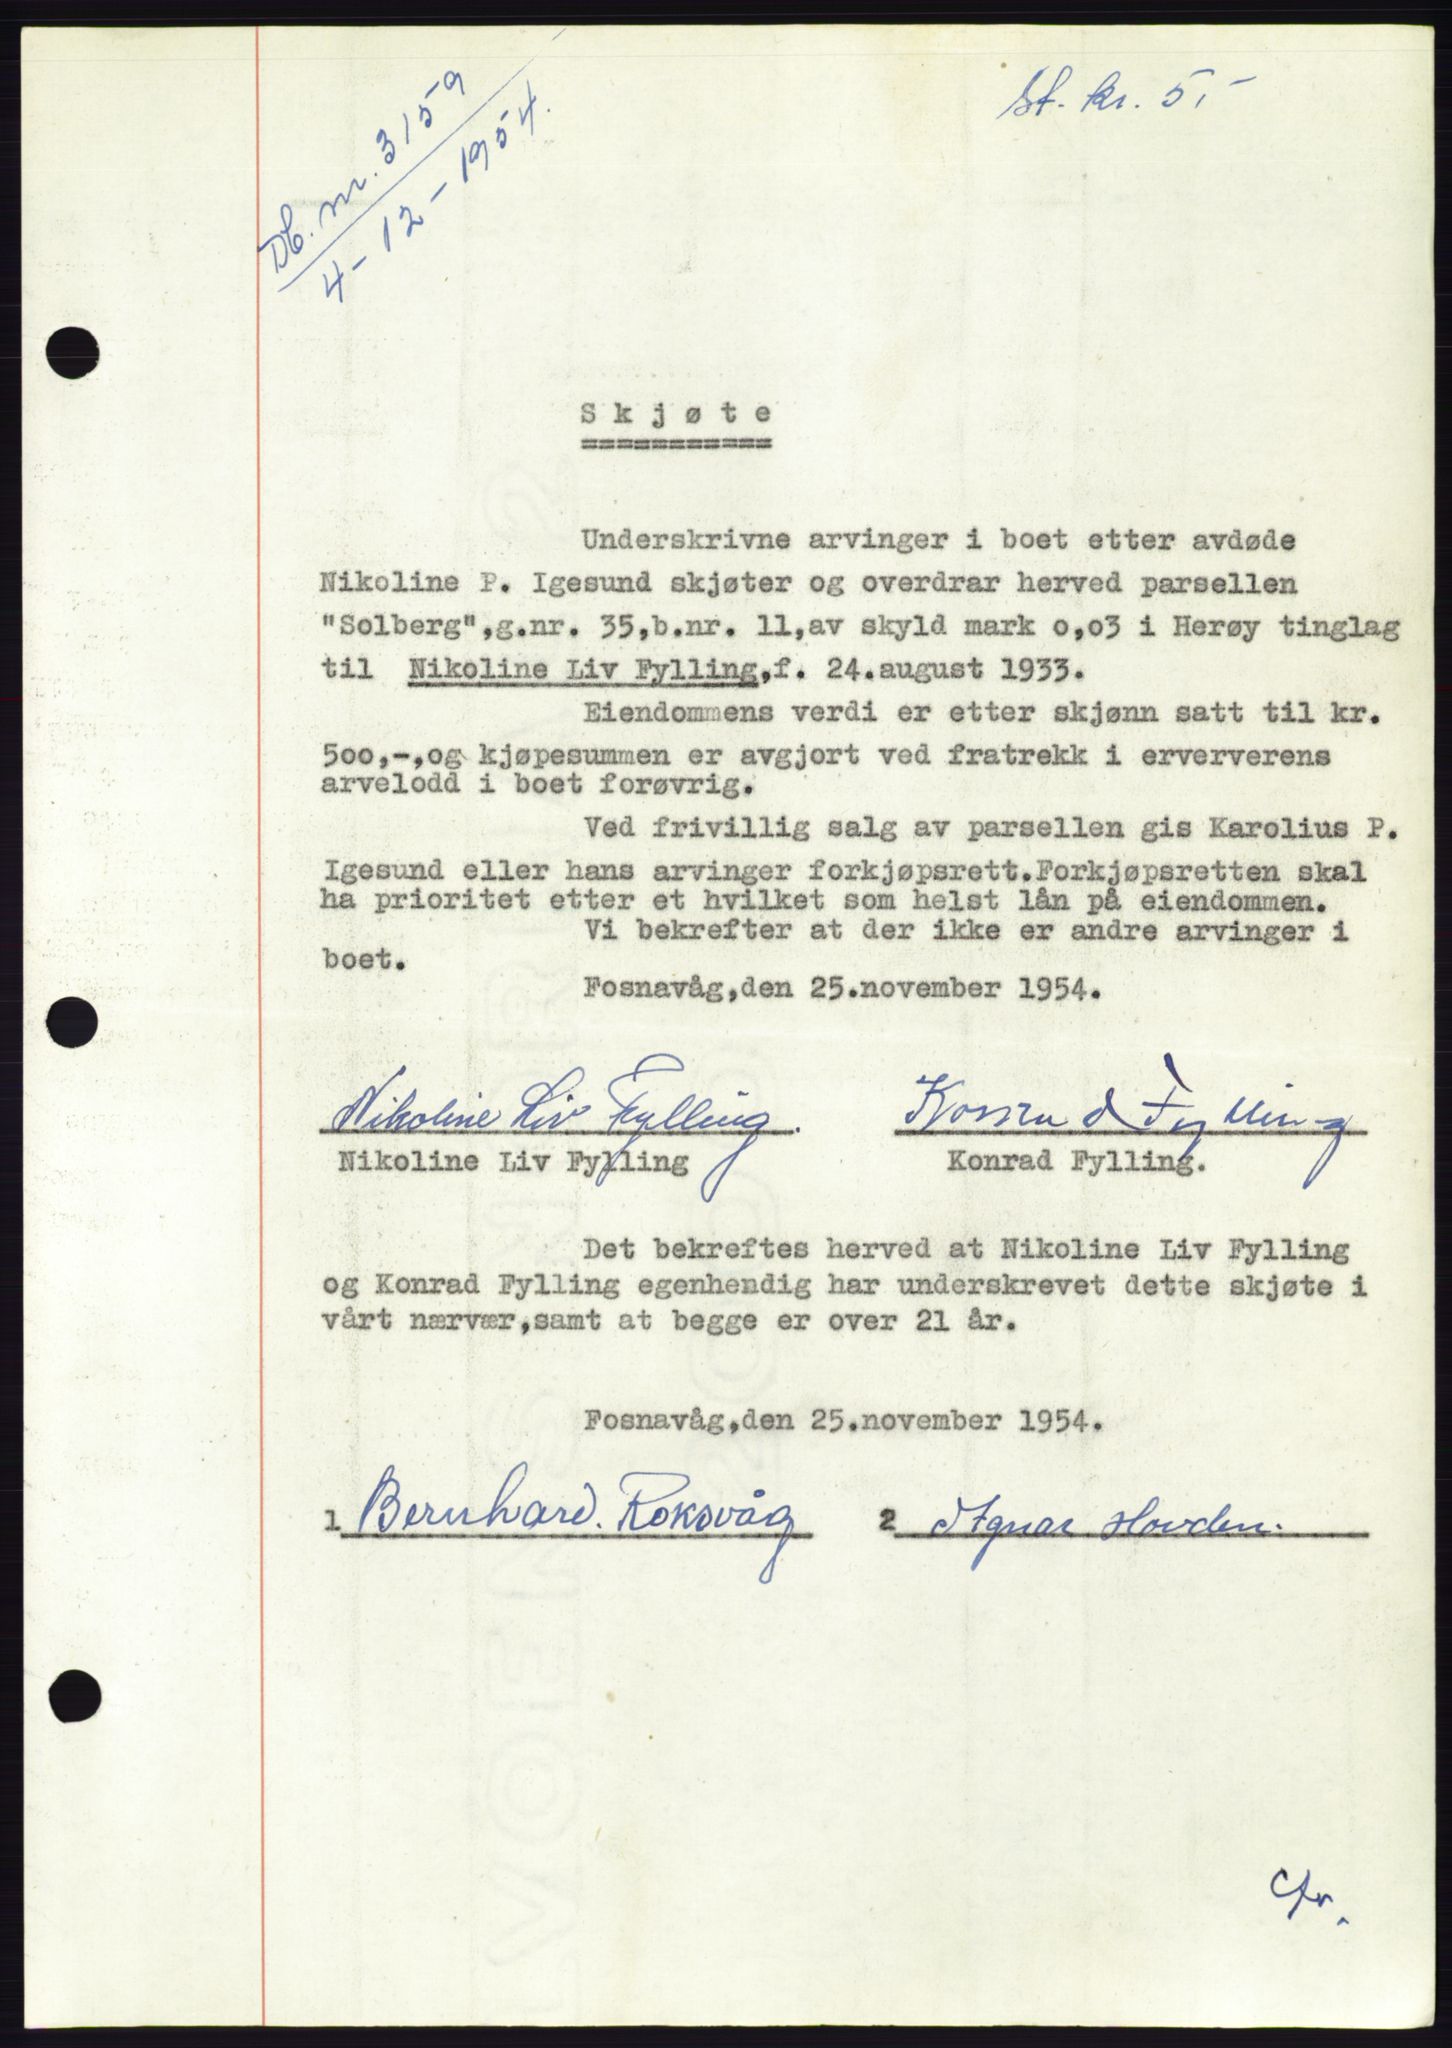 Db. nr. 3159
4-12-1954.
St. kr. 5,-
Skjøte
===========
Underskrivne arvinger i boet etter avdøde
Nikoline P. Igesund skjøter og overdrar herved parsellen
"Solberg",g.nr. 35,b.nr. 11,av skyld mark o,o3 i Herøy tinglag
til Nikoline Liv Fylling,f. 24.august 1933.
Eiendommens verdi er etter skjønn satt til kr.
5oo,-,og kjøpesummen er avgjort ved fratrekk i erververens
arvelodd i boet forøvrig.
Ved frivillig salg av parsellen gis Karolius P.
Igesund eller hans arvinger forkjøpsrett.Forkjøpsretten skal
ha prioritet etter et hvilket som helst lån på eiendommen.
Vi bekrefter at der ikke er andre arvinger i
boet.
Fosnavåg,den 25.november 1954.
Nikoline Liv Fylling. Konrad Fylling
Nikoline Liv Fylling Konrad Fylling.
Det bekreftes herved at Nikoline Liv Fylling
og Konrad Fylling egenhendig har underskrevet dette skjøte i
vårt nærvær,samt at begge er over 21 år.
Fosnavåg,den 25.november 1954.
1 Bernhard. Roksvåg 2 Agnar Hovden.